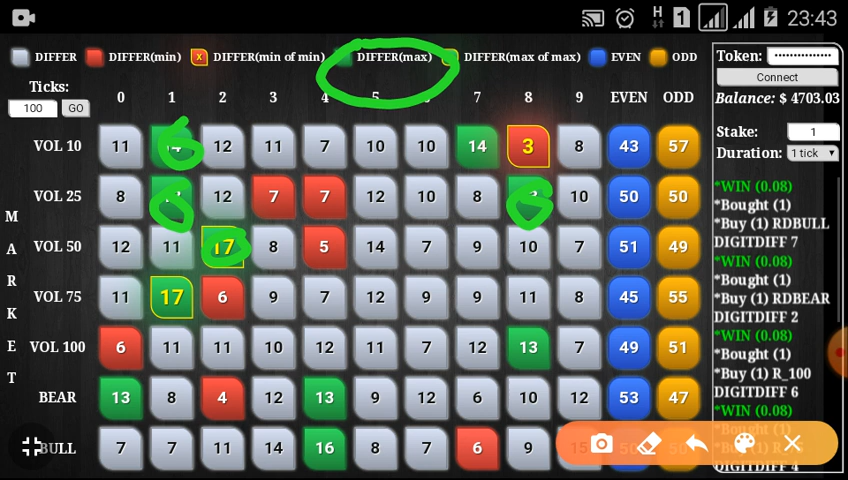 H 1 23:43
DIFFER DIFFER(min) X DIFFER(min of min) DIFFER(max) DIFFER(max of max) EVEN ODD
Token: ••••••••••••••
Connect
Balance: $ 4703.03
Ticks:
100 GO
0 1 2 3 4 5 7 8 9 EVEN ODD
Stake: 1
Duration: 1 tick
MARKET
VOL 10 11 12 11 7 10 10 14 3 8 43 57
VOL 25 8 12 7 7 12 10 8 10 50 50
VOL 50 12 11 17 8 5 14 7 9 10 7 51 49
VOL 75 11 17 6 9 7 12 9 9 11 8 45 55
VOL 100 6 11 11 10 12 11 7 12 13 7 49 51
BEAR 13 8 4 12 13 9 12 6 10 12 53 47
BULL 7 7 11 14 16 8 7 6 9 15 50 50
*WIN (0.08)
*Bought (1)
*Buy (1) RDBULL
DIGITDIFF 7
*WIN (0.08)
*Bought (1)
*Buy (1) RDBEAR
DIGITDIFF 2
*WIN (0.08)
*Bought (1)
*Buy (1) R_100
DIGITDIFF 6
*WIN (0.08)
*Bought (1)
DIGITDIFF 4